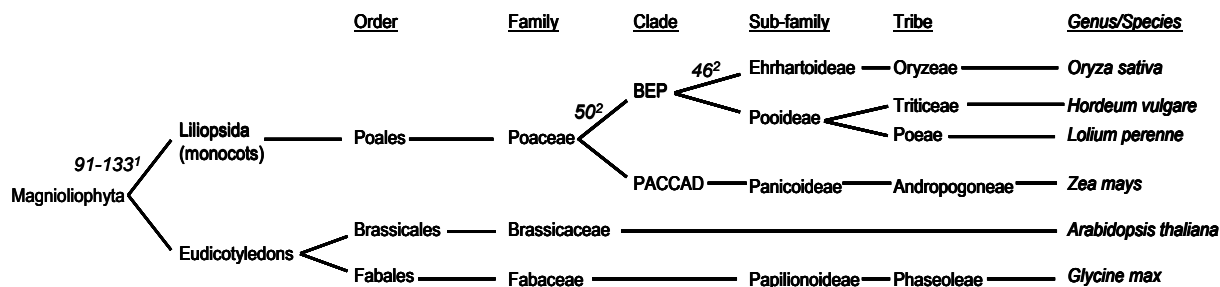 Order Family Clade Sub-family Tribe Genus/Species
46² Ehrhartoideae Oryzeae Oryza sativa
BEP
50² Triticeae Hordeum vulgare
Pooideae
Liliopsida
(monocots) Poales Poaceae Poeae Lolium perenne
91-133¹
Magnioliophyta PACCAD Panicoideae Andropogoneae Zea mays
Brassicales Brassicaceae Arabidopsis thaliana
Eudicotyledons
Fabales Fabaceae Papilionoideae Phaseoleae Glycine max